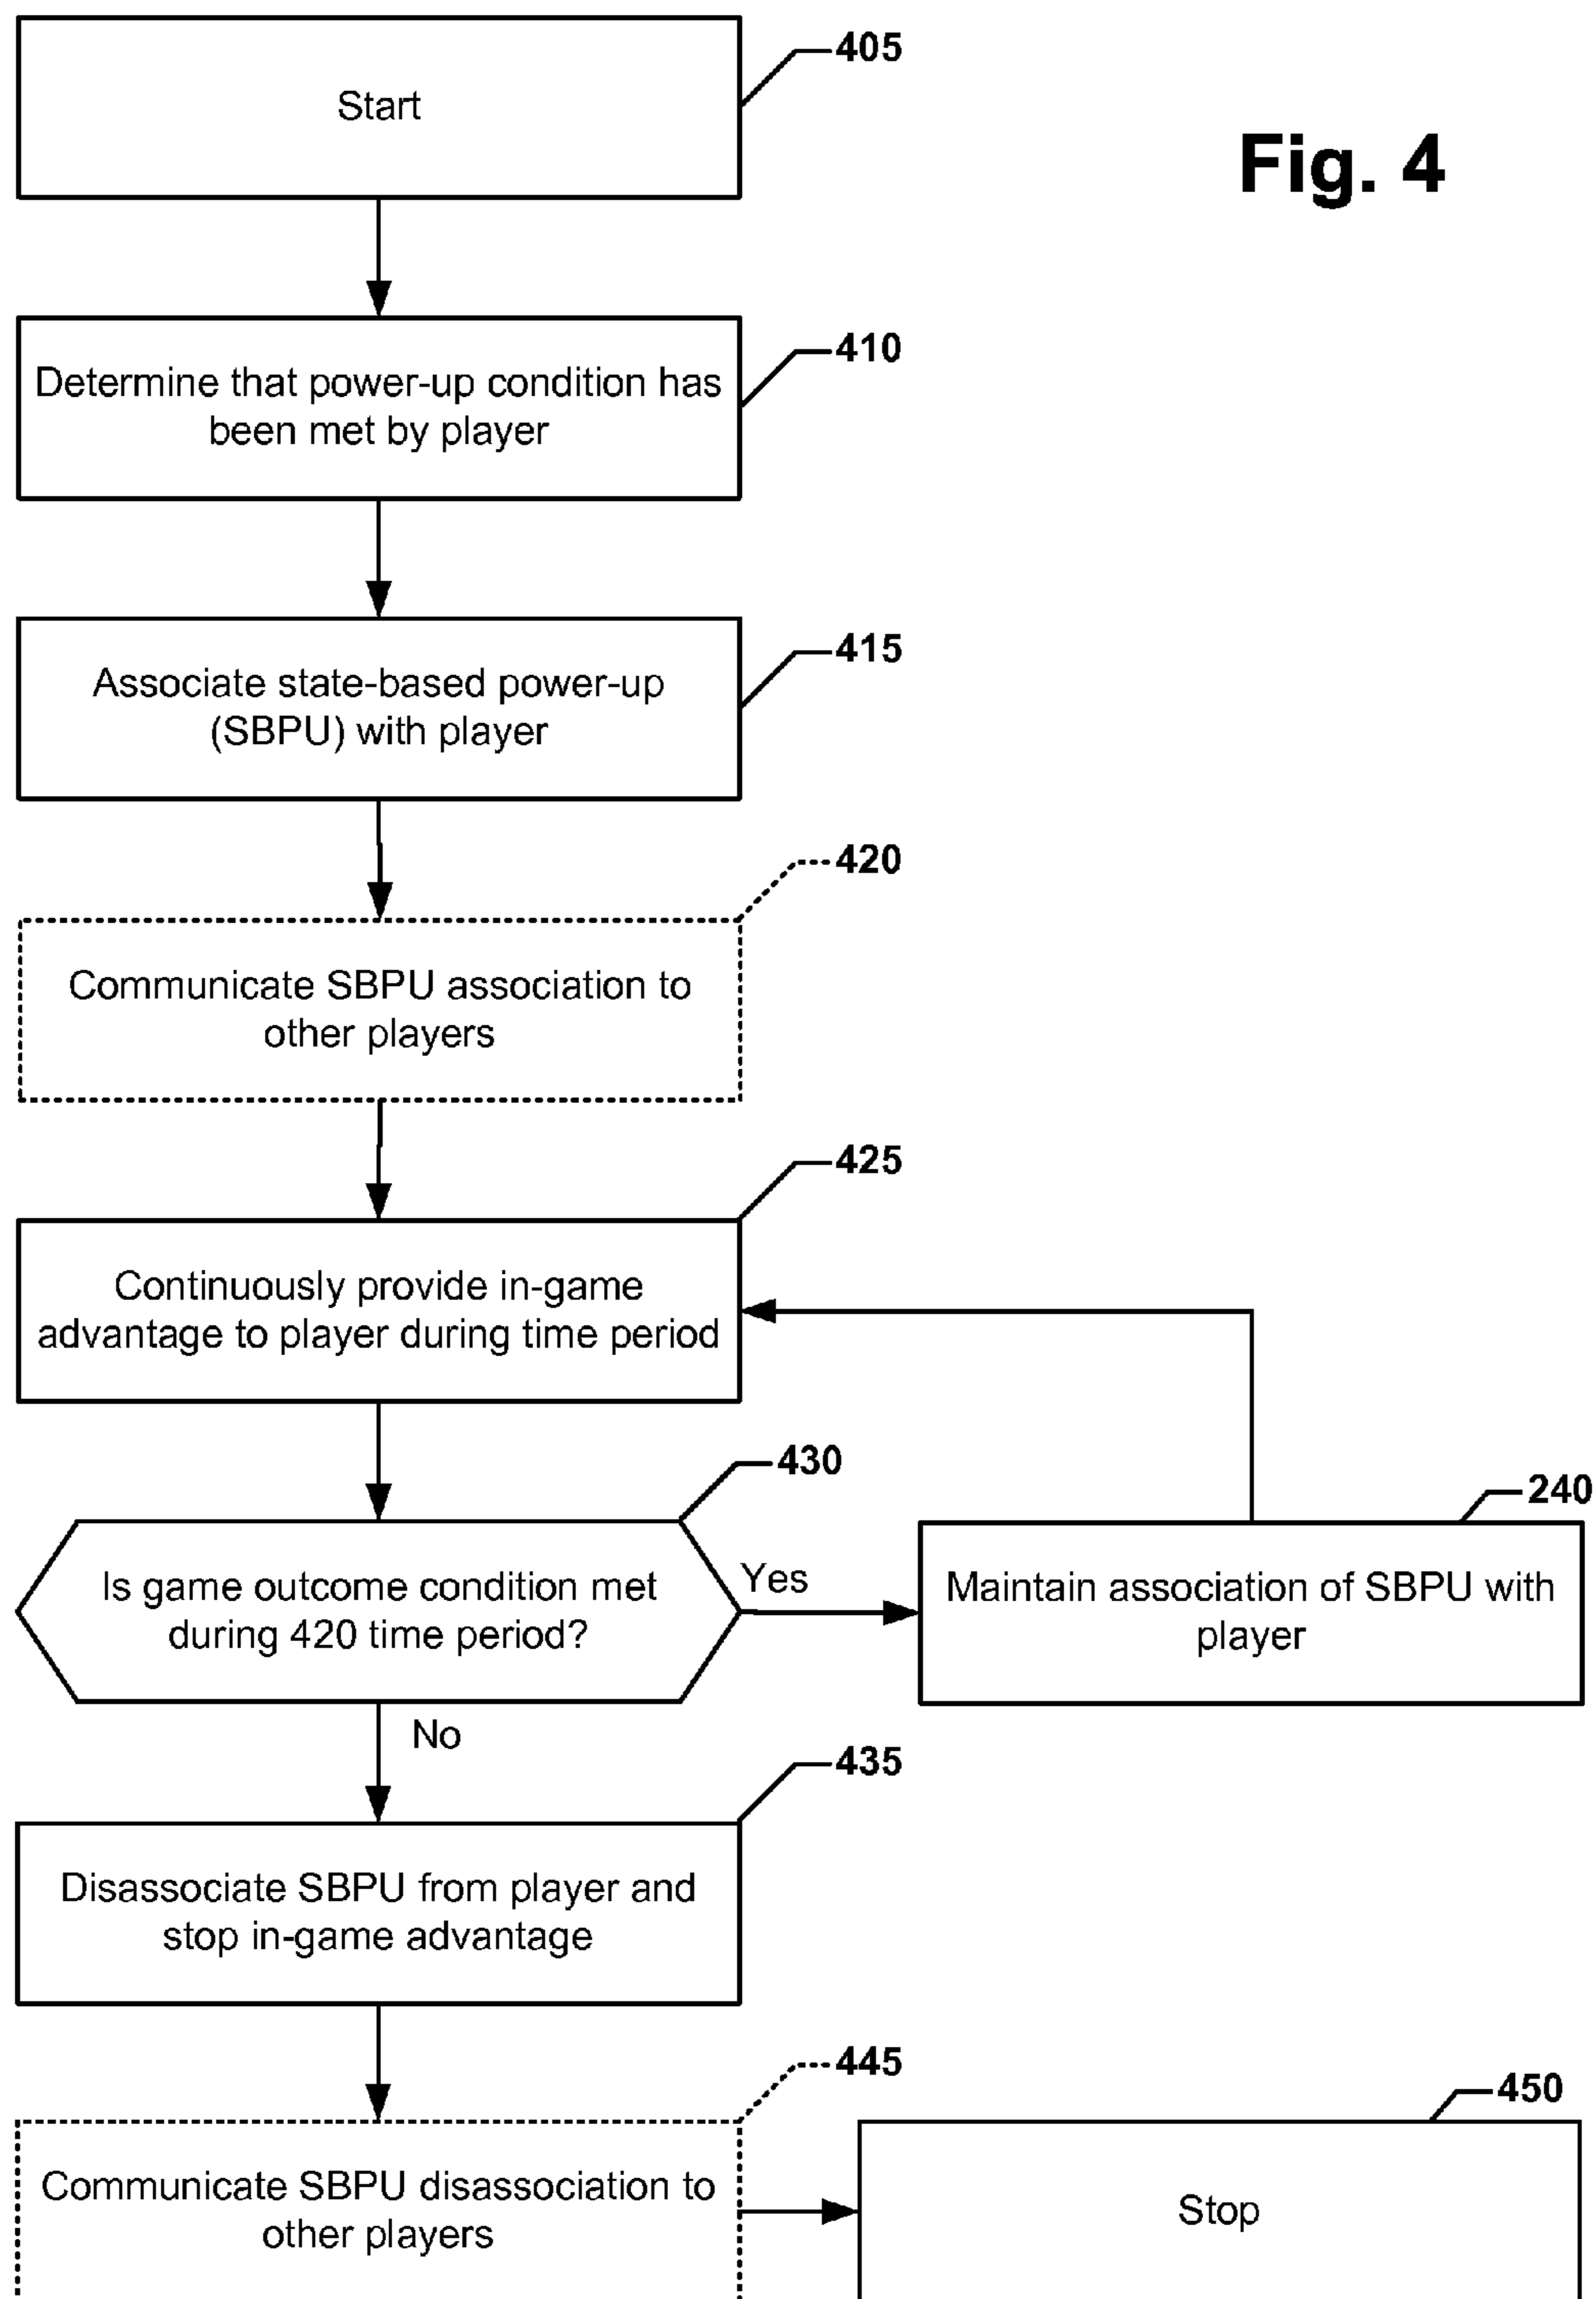 405
Start
Fig. 4
410
Determine that power-up condition has
been met by player
415
Associate state-based power-up
(SBPU) with player
420
Communicate SBPU association to
other players
425
Continuously provide in-game
advantage to player during time period
430
Is game outcome condition met
during 420 time period?
Yes
240
Maintain association of SBPU with
player
No
435
Disassociate SBPU from player and
stop in-game advantage
445
Communicate SBPU disassociation to
other players
450
Stop